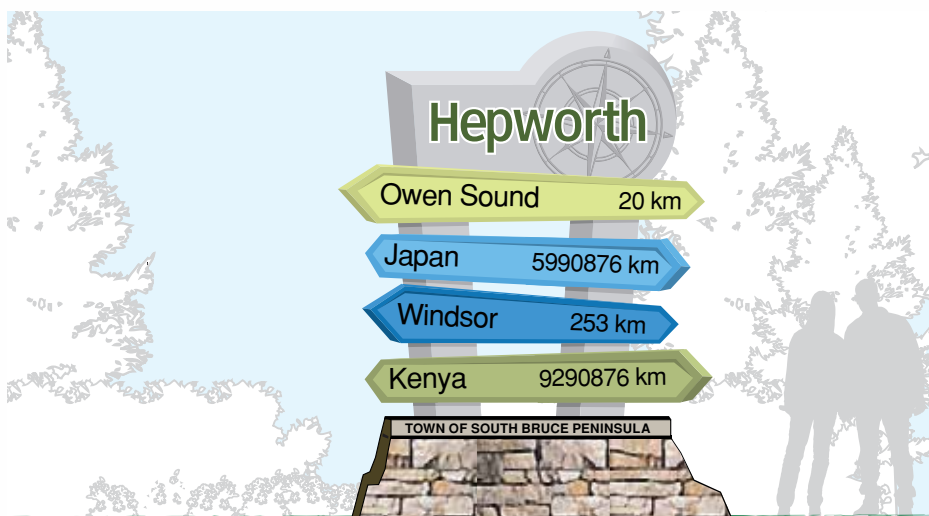 Hepworth
Owen Sound 20 km
Japan 5990876 km
Windsor 253 km
Kenya 9290876 km
TOWN OF SOUTH BRUCE PENINSULA